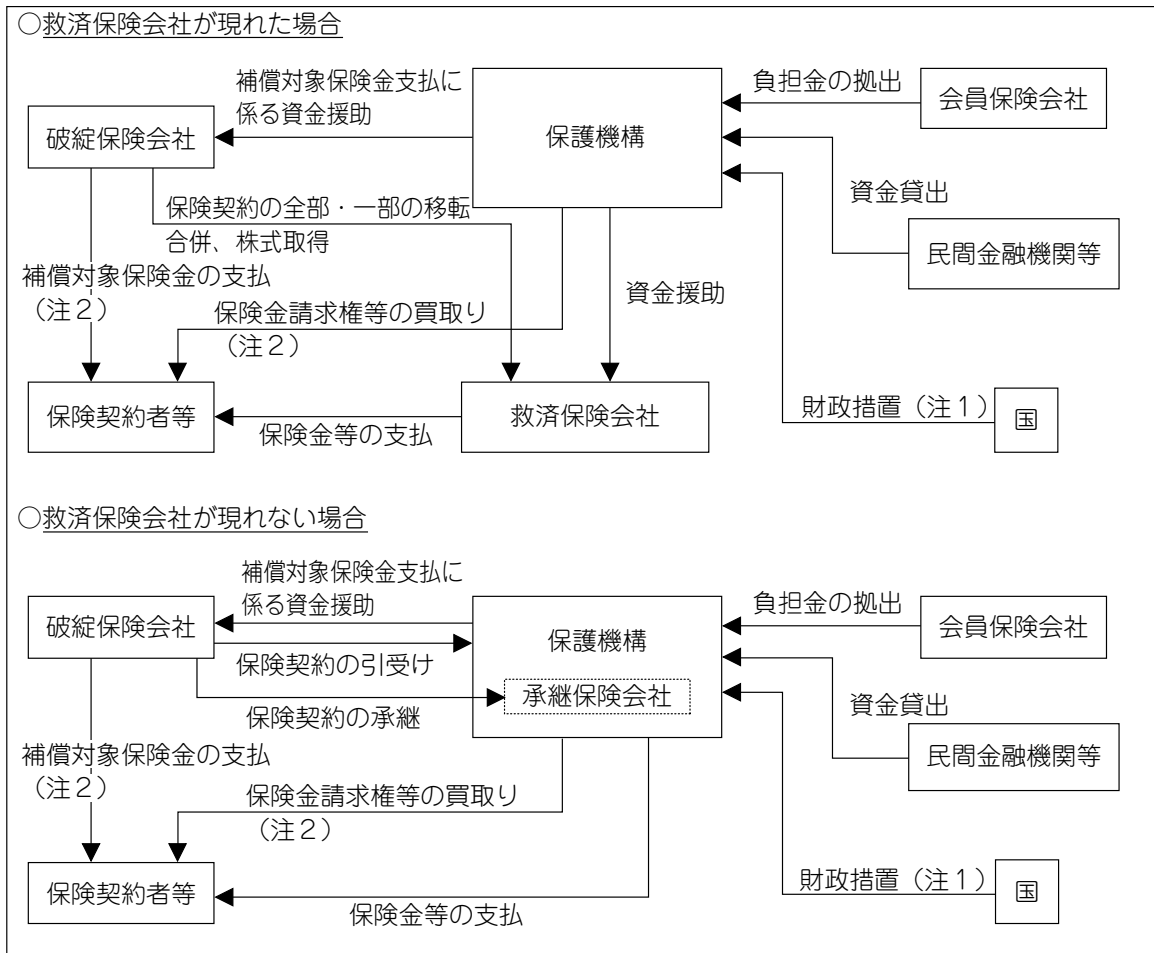 ○救済保険会社が現れた場合
補償対象保険金支払に
係る資金援助
負担金の拠出
会員保険会社
破綻保険会社
保護機構
資金貸出
保険契約の全部・一部の移転
合併、株式取得
民間金融機関等
補償対象保険金の支払
（注２）
資金援助
保険金請求権等の買取り
（注２）
保険契約者等
救済保険会社
財政措置（注１）
国
保険金等の支払
○救済保険会社が現れない場合
補償対象保険金支払に
係る資金援助
負担金の拠出
会員保険会社
破綻保険会社
保護機構
保険契約の引受け
承継保険会社
資金貸出
保険契約の承継
民間金融機関等
補償対象保険金の支払
（注２）
保険金請求権等の買取り
（注２）
保険契約者等
財政措置（注１）
国
保険金等の支払